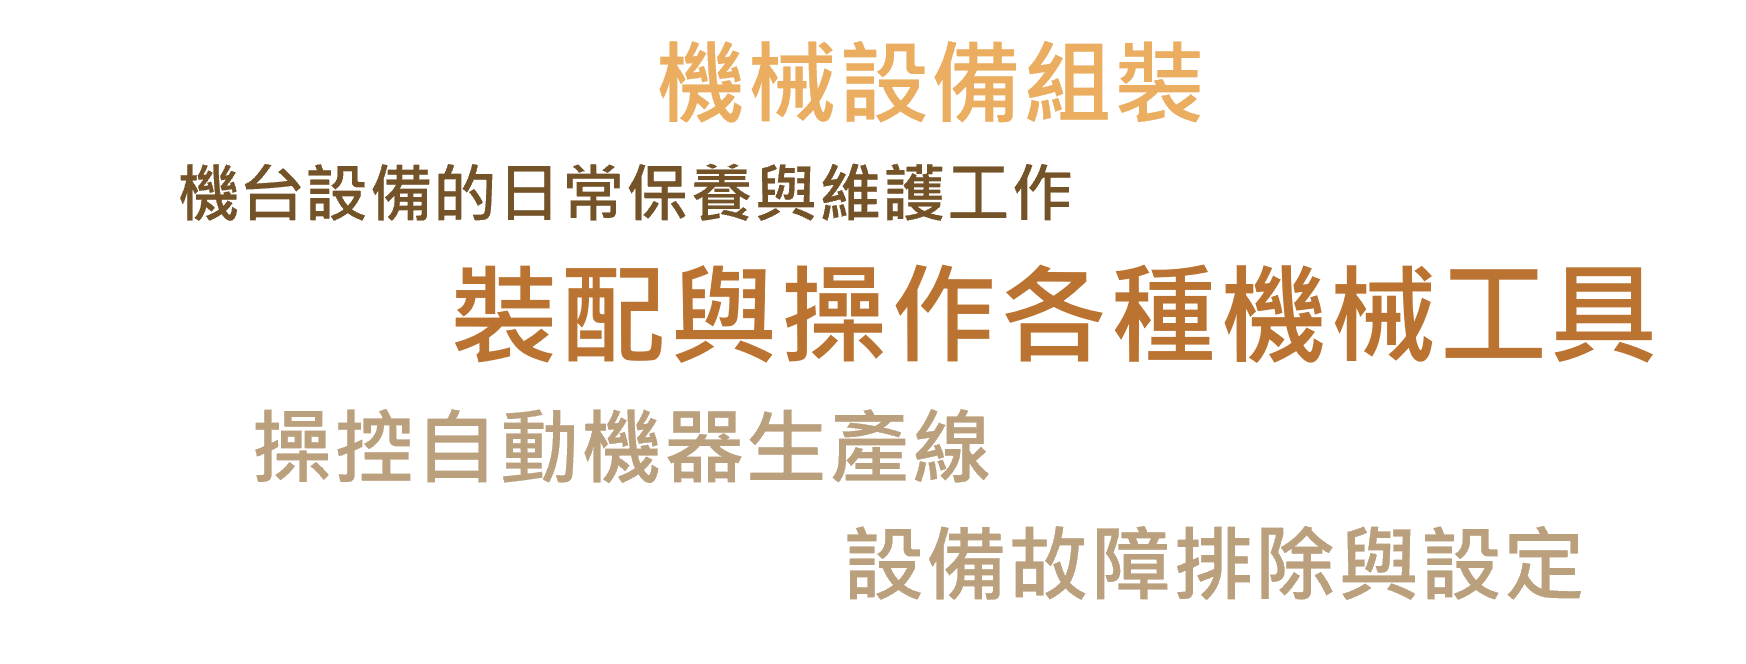 機械設備組裝
機台設備的日常保養與維護工作
裝配與操作各種機械工具
操控自動機器生產線
設備故障排除與設定